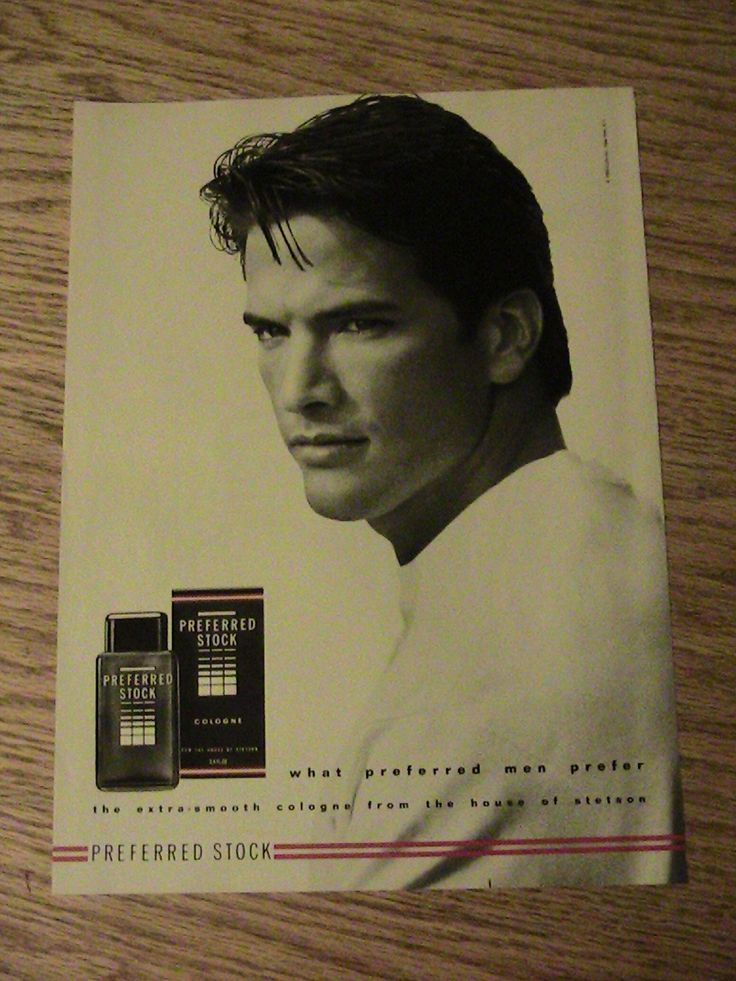 PREFERRED
STOCK
COLOGNE
PREFERRED
STOCK
what preferred men prefer
the extra-smooth cologne from the house of stetson
PREFERRED STOCK